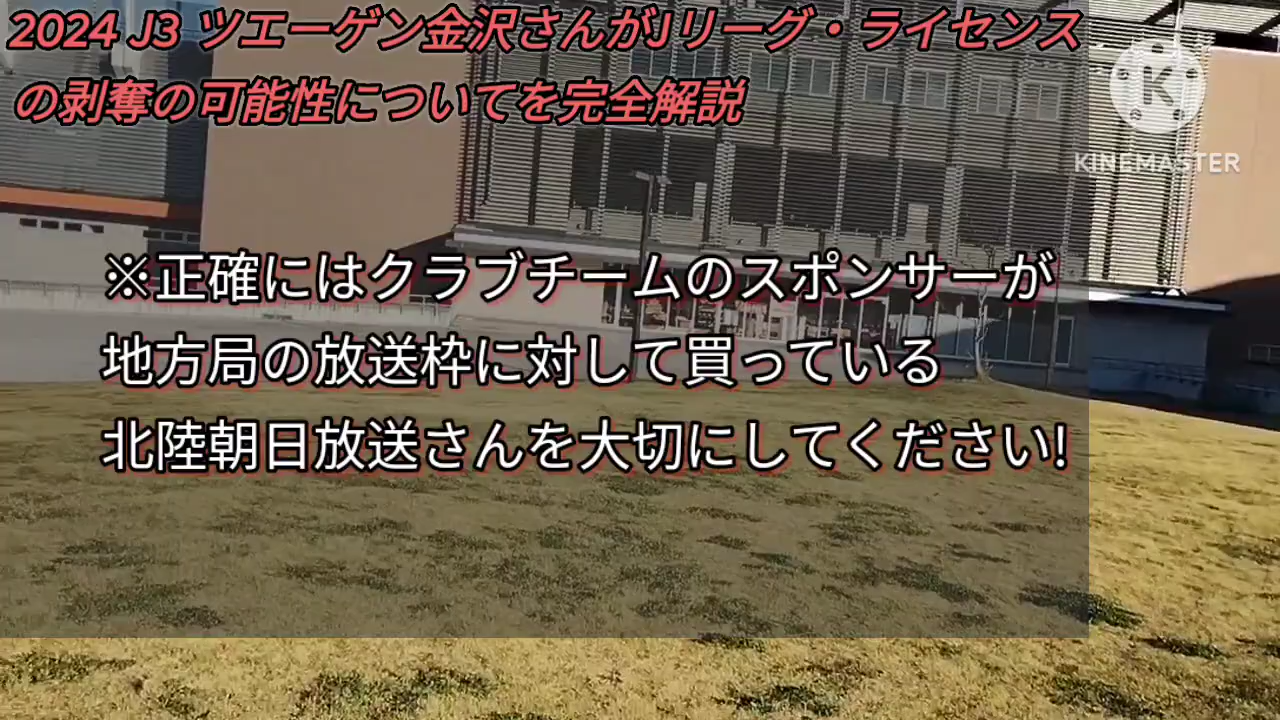 2024 J3 ツエーゲン金沢さんがJリーグ・ライセンス
の剥奪の可能性についてを完全解説
K
KINEMASTER
※正確にはクラブチームのスポンサーが
地方局の放送枠に対して買っている
北陸朝日放送さんを大切にしてください!